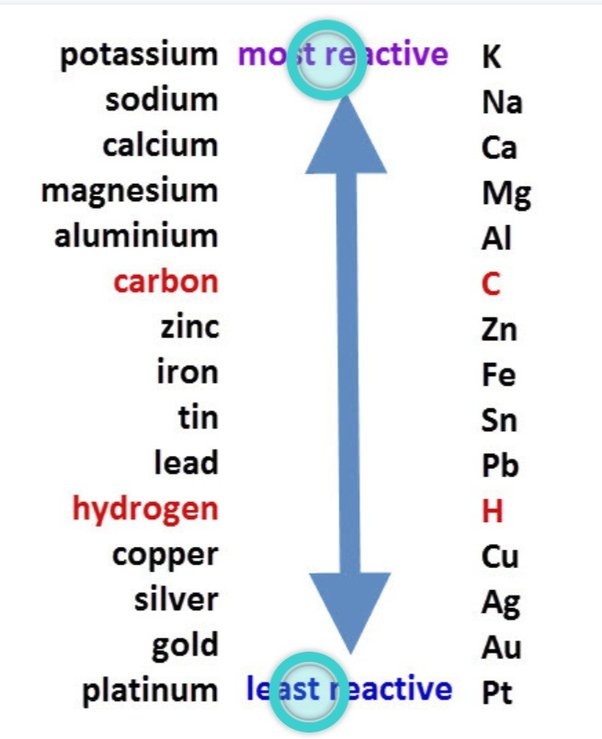 potassium most reactive K
sodium Na
calcium Ca
magnesium Mg
aluminium Al
carbon C
zinc Zn
iron Fe
tin Sn
lead Pb
hydrogen H
copper Cu
silver Ag
gold Au
platinum least reactive Pt